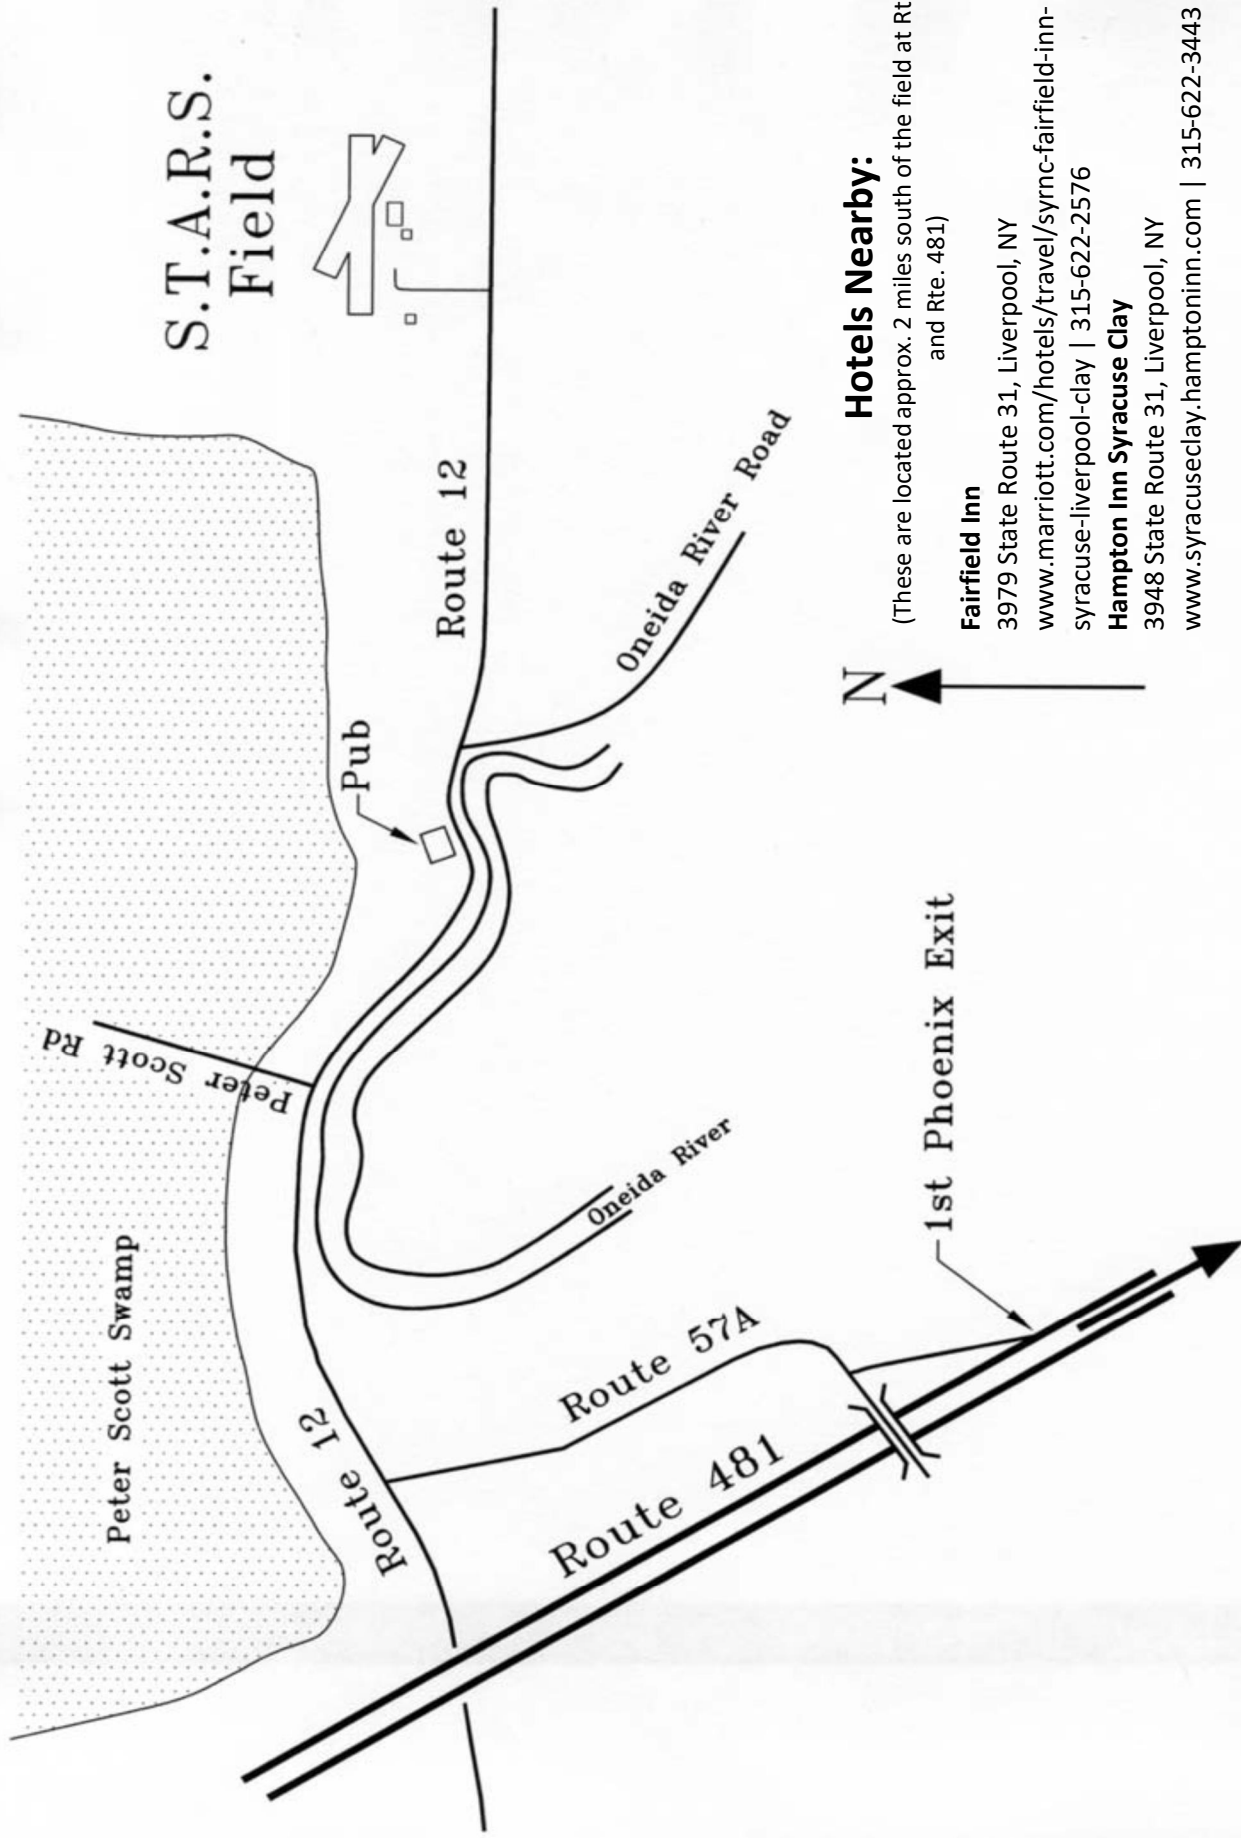 S.T.A.R.S.
Field
Peter Scott Swamp
Peter Scott Rd
Pub
Route 12
Route 12
Oneida River Road
Oneida River
Route 57A
Route 481
1st Phoenix Exit
N
Hotels Nearby:
(These are located approx. 2 miles south of the field at Rt
and Rte. 481)
Fairfield Inn
3979 State Route 31, Liverpool, NY
www.marriott.com/hotels/travel/syrnc-fairfield-inn-
syracuse-liverpool-clay | 315-622-2576
Hampton Inn Syracuse Clay
3948 State Route 31, Liverpool, NY
www.syracuseclay.hamptoninn.com | 315-622-3443